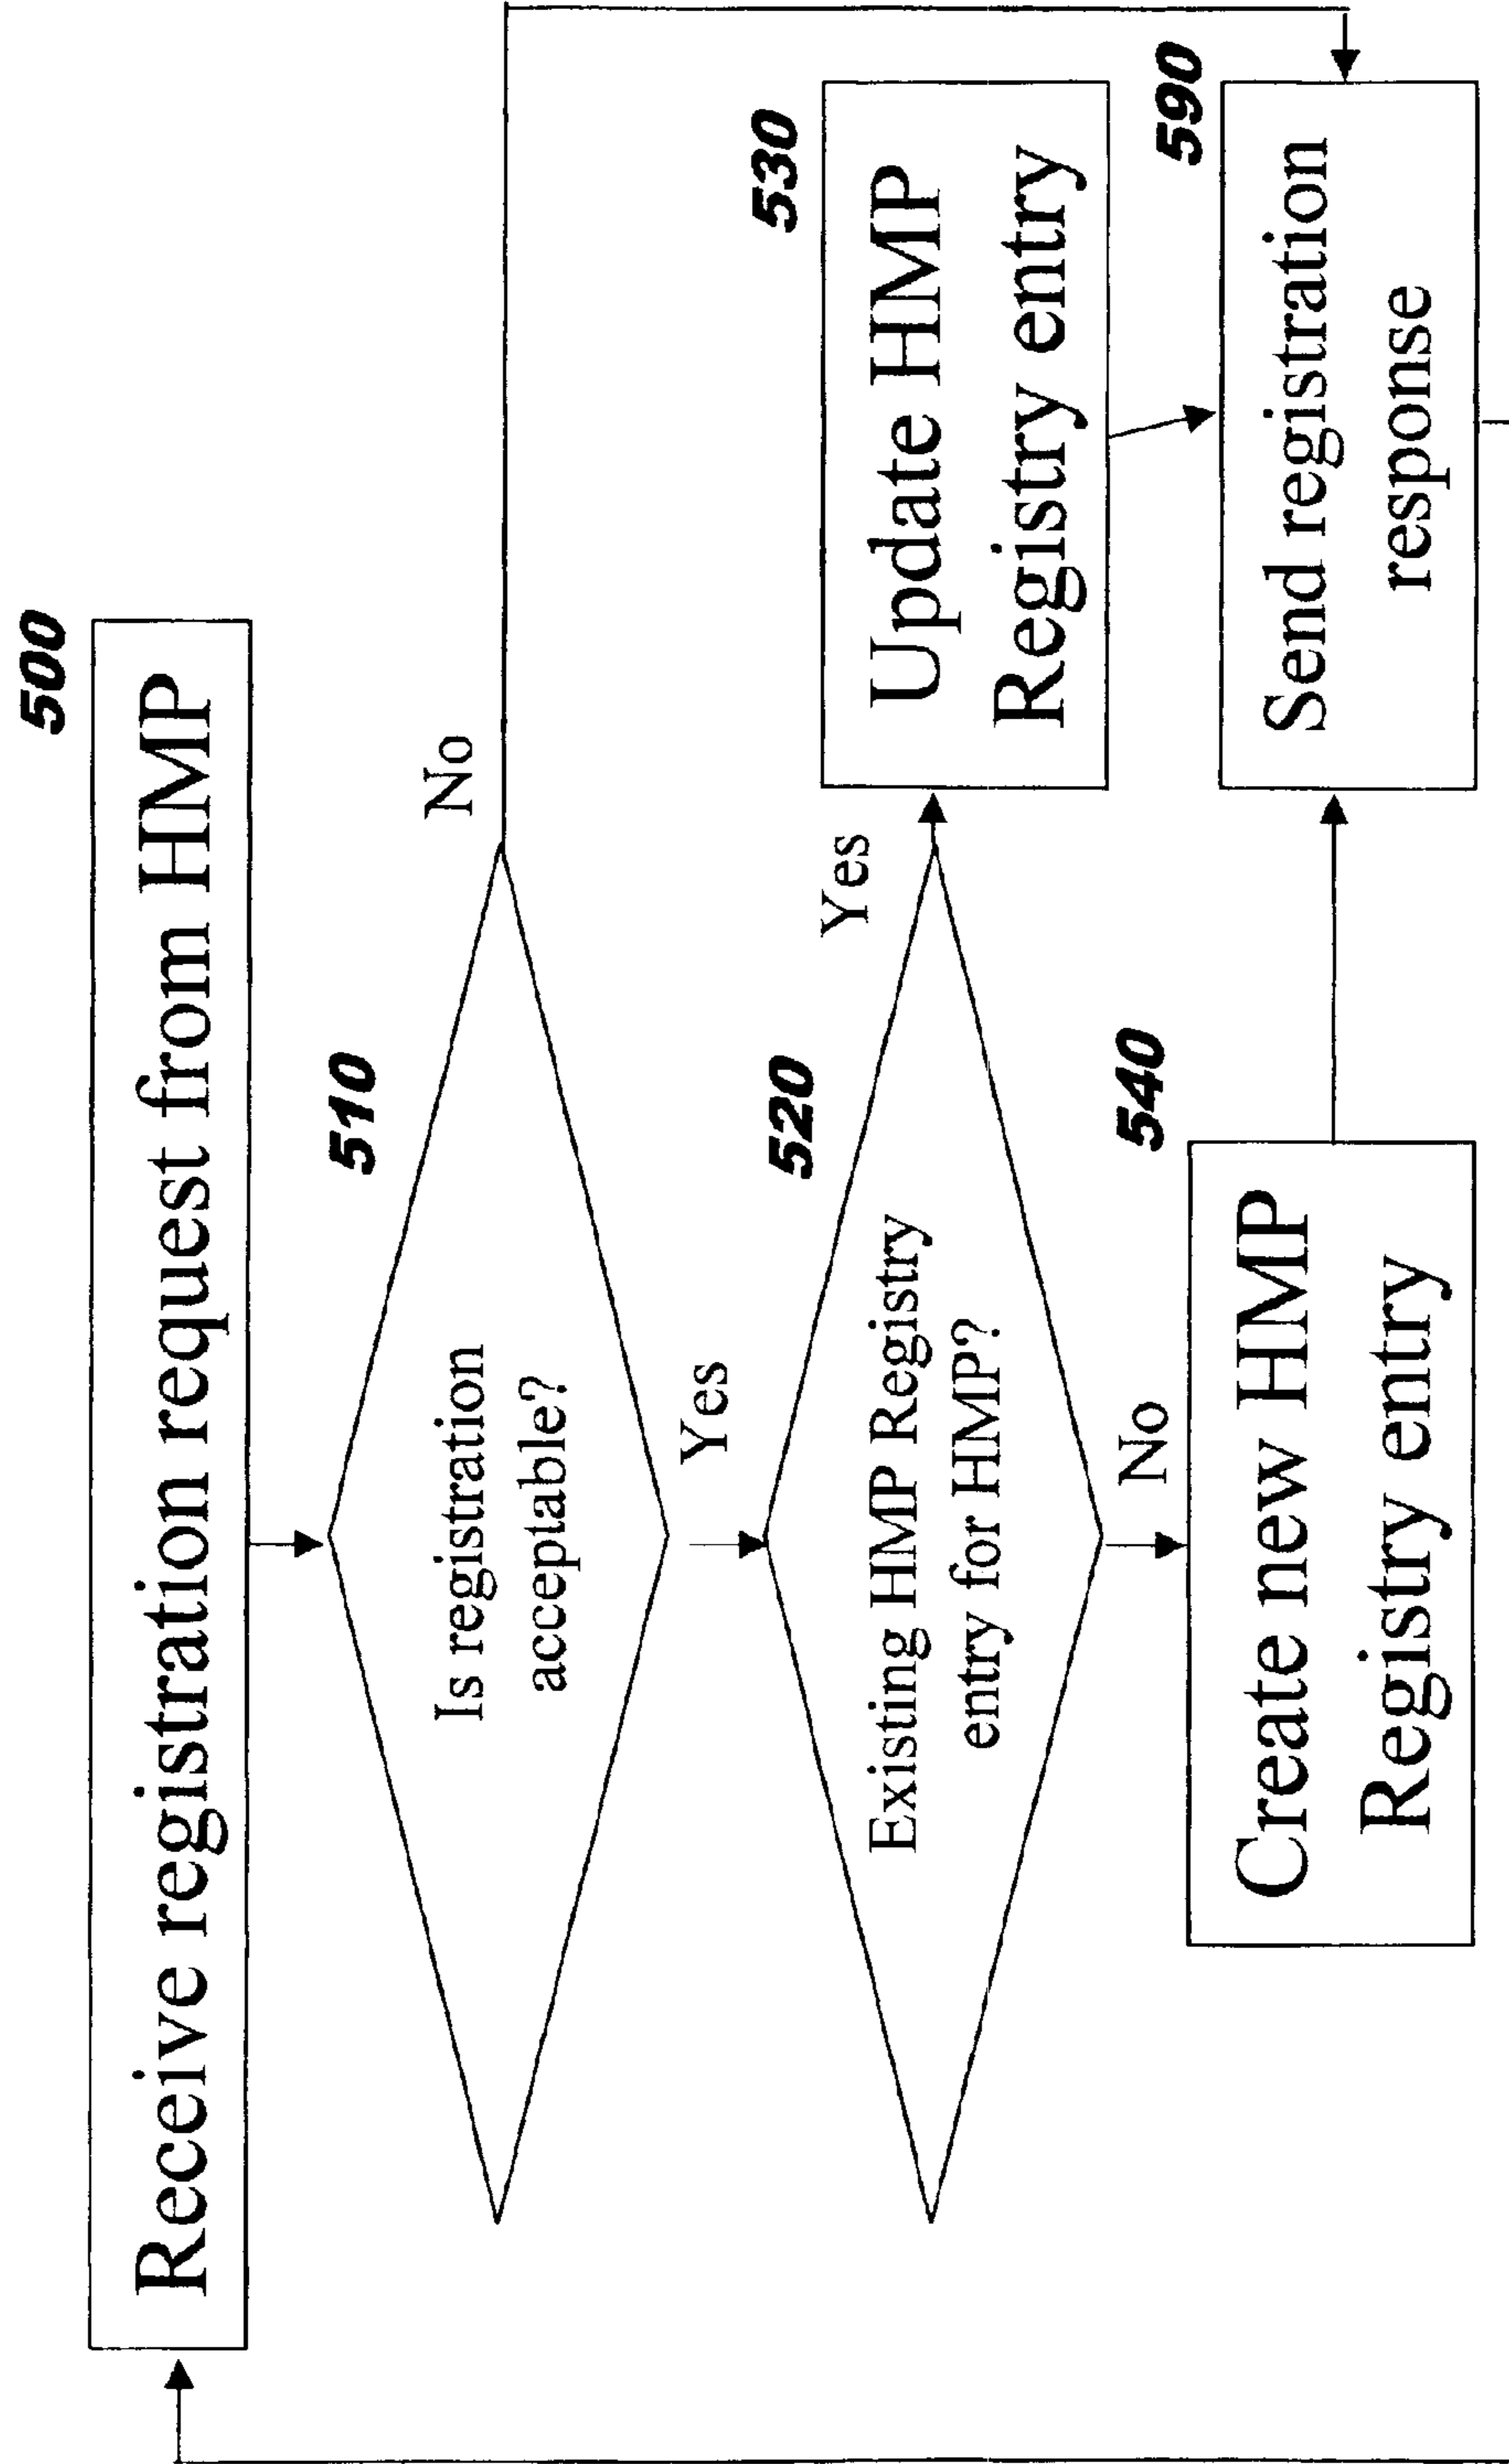 500
Receive registration request from HMP
510
Is registration
acceptable?
No
Yes
520
Existing HMP Registry
entry for HMP?
Yes
530
Update HMP
Registry entry
No
540
Create new HMP
Registry entry
590
Send registration
response